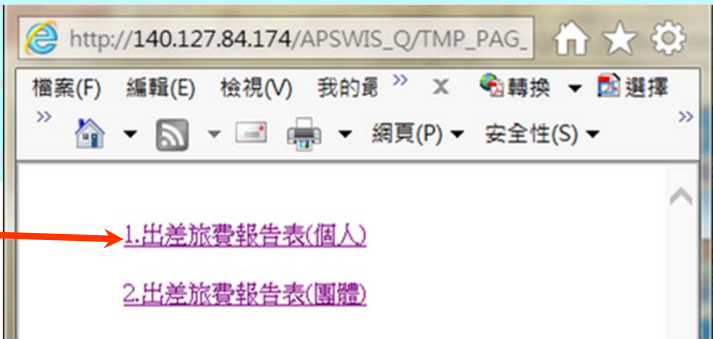 http://140.127.84.174/APSWIS_Q/TMP_PAG_
檔案(F) 編輯(E) 檢視(V) 我的最 » x 轉換 ▼ 選擇
» 網頁(P) ▼ 安全性(S) ▼ »
1.出差旅費報告表(個人)
2.出差旅費報告表(團體)